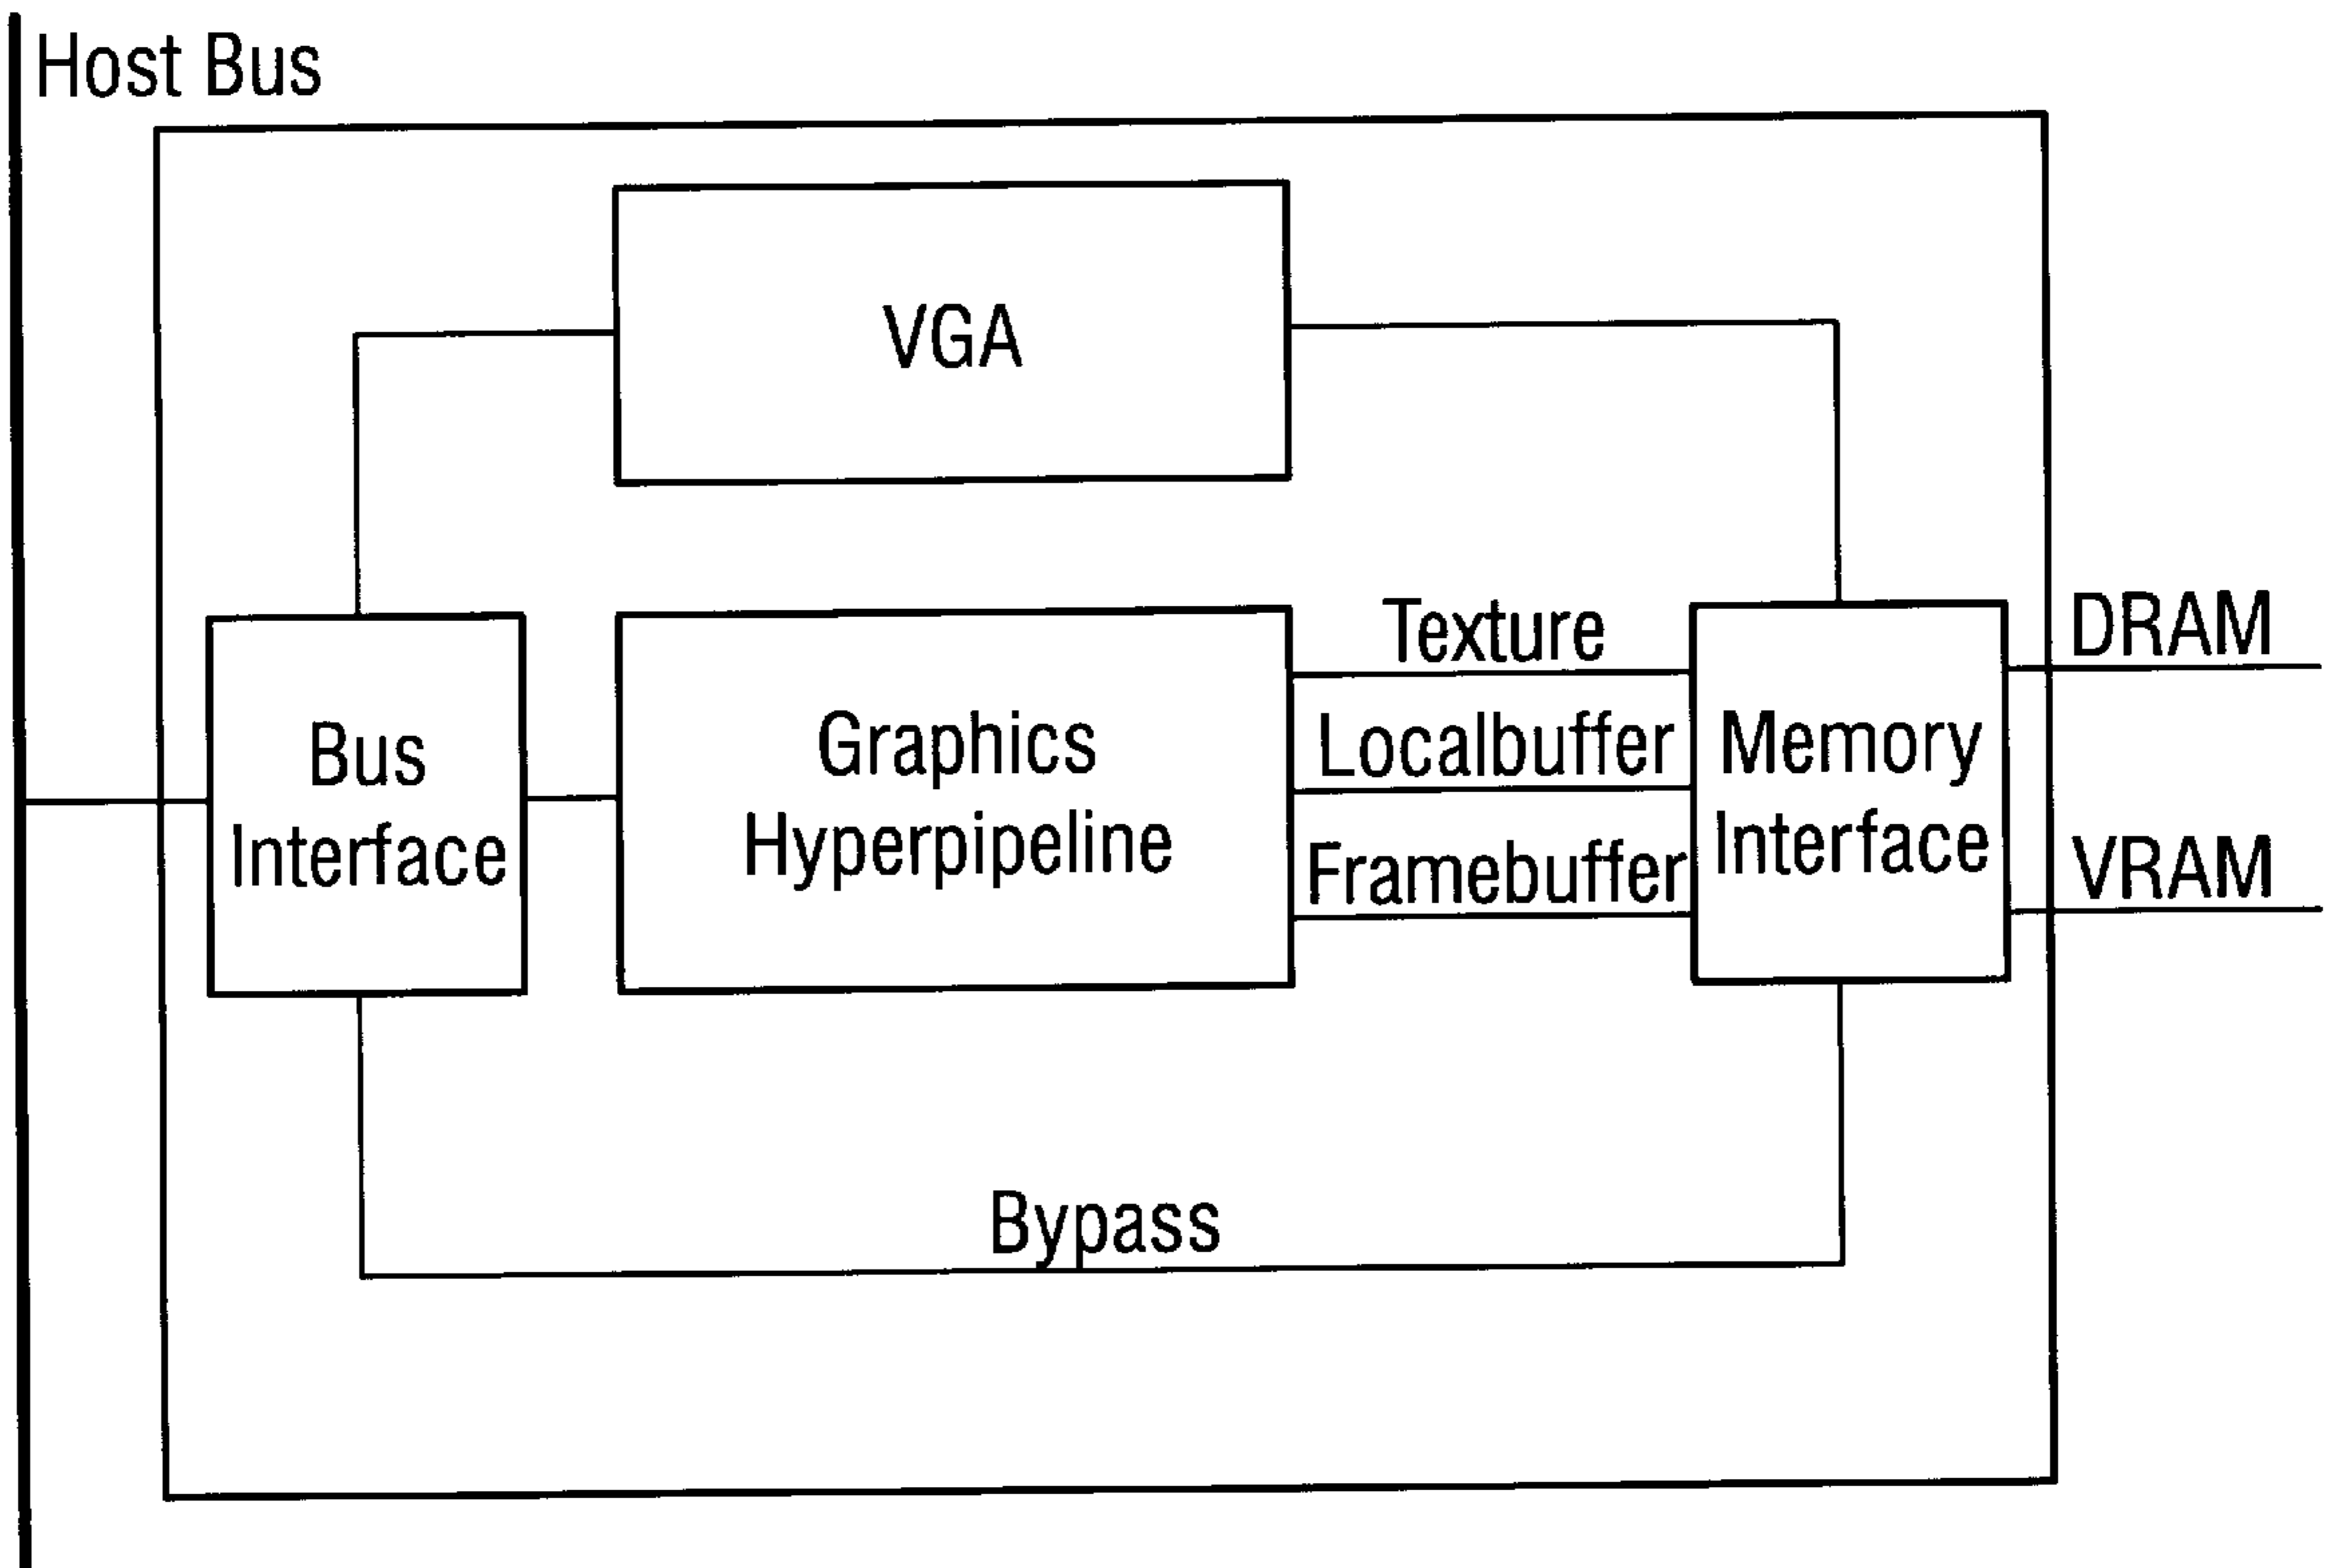 Host Bus
VGA
Bus
Interface
Graphics
Hyperpipeline
Texture
Localbuffer
Framebuffer
Memory
Interface
DRAM
VRAM
Bypass